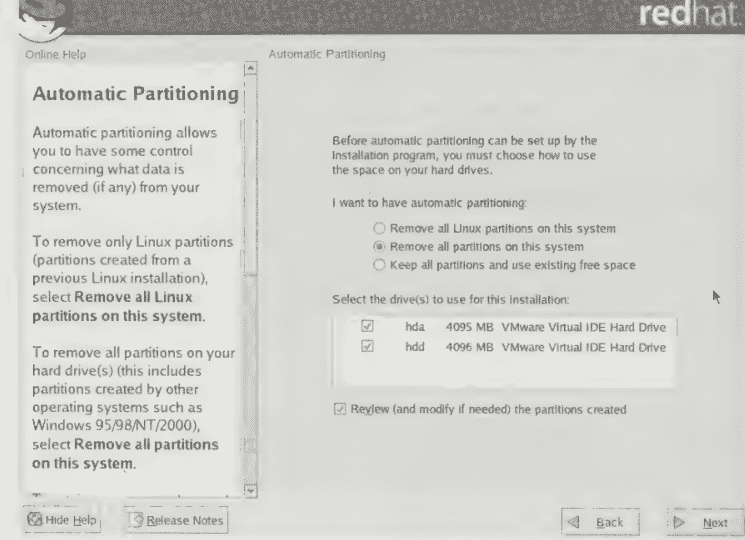 redhat.
Online Help
Automatic Partitioning
Automatic Partitioning
Automatic partitioning allows
you to have some control
concerning what data is
removed (if any) from your
system.
To remove only Linux partitions
(partitions created from a
previous Linux installation),
select Remove all Linux
partitions on this system.
To remove all partitions on your
hard drive(s) (this includes
partitions created by other
operating systems such as
Windows 95/98/NT/2000),
select Remove all partitions
on this system.
Before automatic partitioning can be set up by the
installation program, you must choose how to use
the space on your hard drives.
I want to have automatic partitioning:
Remove all Linux partitions on this system
Remove all partitions on this system
Keep all partitions and use existing free space
Select the drive(s) to use for this installation:
hda 4095 MB VMware Virtual IDE Hard Drive
hdd 4096 MB VMware Virtual IDE Hard Drive
Review (and modify if needed) the partitions created
Hide Help
Release Notes
Back
Next